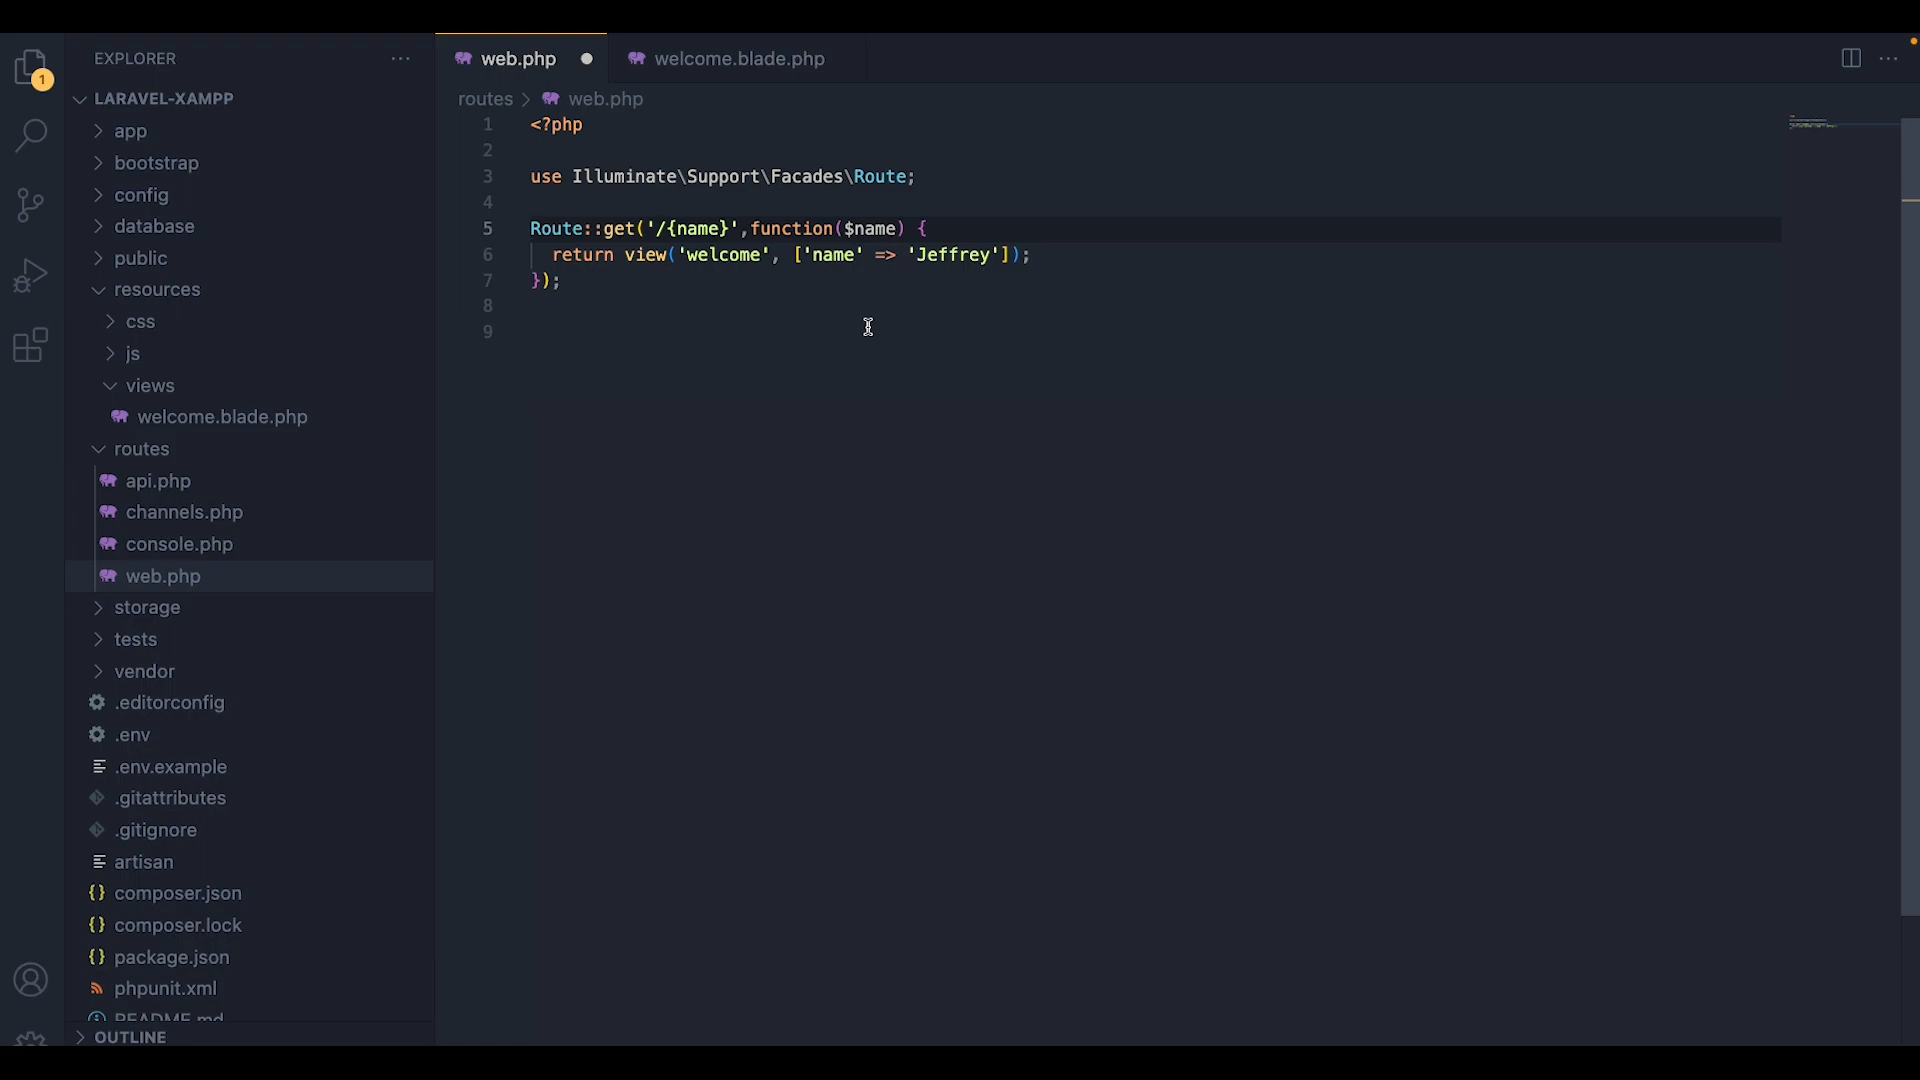 EXPLORER
LARAVEL-XAMPP
app
bootstrap
config
database
public
resources
css
js
views
welcome.blade.php
routes
api.php
channels.php
console.php
web.php
storage
tests
vendor
.editorconfig
.env
.env.example
.gitattributes
.gitignore
artisan
composer.json
composer.lock
package.json
phpunit.xml
README.md
OUTLINE
1
web.php
welcome.blade.php
routes > web.php
1 <?php
2
3 use Illuminate\Support\Facades\Route;
4
5 Route::get('/{name}',function($name) {
6 return view('welcome', ['name' => 'Jeffrey']);
7 });
8
9